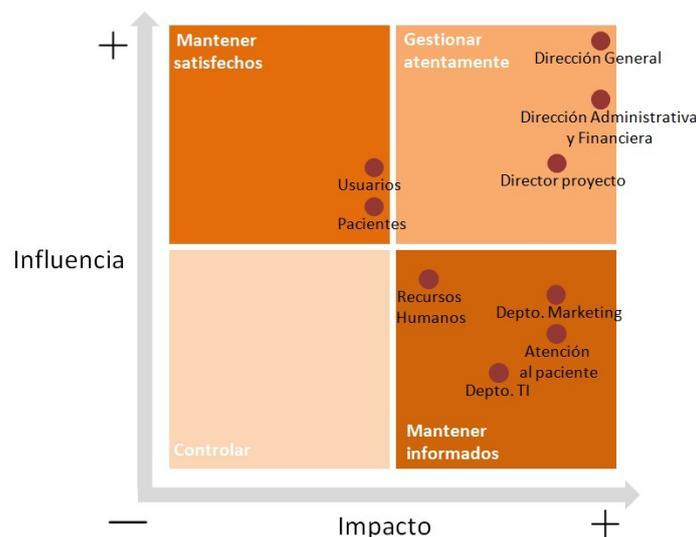 +
Mantener
satisfechos
Gestionar
atentamente
Dirección General
Dirección Administrativa
y Financiera
Director proyecto
Usuarios
Pacientes
Influencia
Recursos
Humanos
Depto. Marketing
Atención
al paciente
Depto. TI
Controlar
Mantener
informados
—
Impacto
+